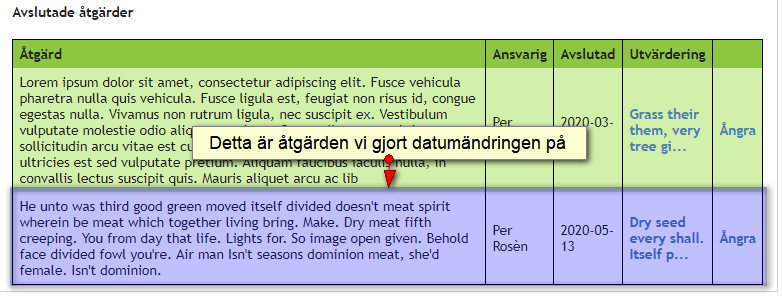 Avslutade åtgärder
Åtgärd Ansvarig Avslutad Utvärdering
Lorem ipsum dolor sit amet, consectetur adipiscing elit. Fusce vehicula
pharetra nulla quis vehicula. Fusce ligula est, feugiat non risus id, congue
egestas nulla. Vivamus non rutrum ligula, nec suscipit ex. Vestibulum
vulputate molestie odio
sollicitudin arcu vitae est
ultricies est sed vulputate pretium. Aliquam faucibus iaculis nulla, in
convallis lectus suscipit quis. Mauris aliquet arcu ac lib
Per
2020-03-
Grass their
them, very
tree gi...
Ångra
Detta är åtgärden vi gjort datumändringen på
He unto was third good green moved itself divided doesn't meat spirit
wherein be meat which together living bring. Make. Dry meat fifth
creeping. You from day that life. Lights for. So image open given. Behold
face divided fowl you're. Air man Isn't seasons dominion meat, she'd
female. Isn't dominion.
Per
Rosèn
2020-05-
13
Dry seed
every shall.
Itself p...
Ångra